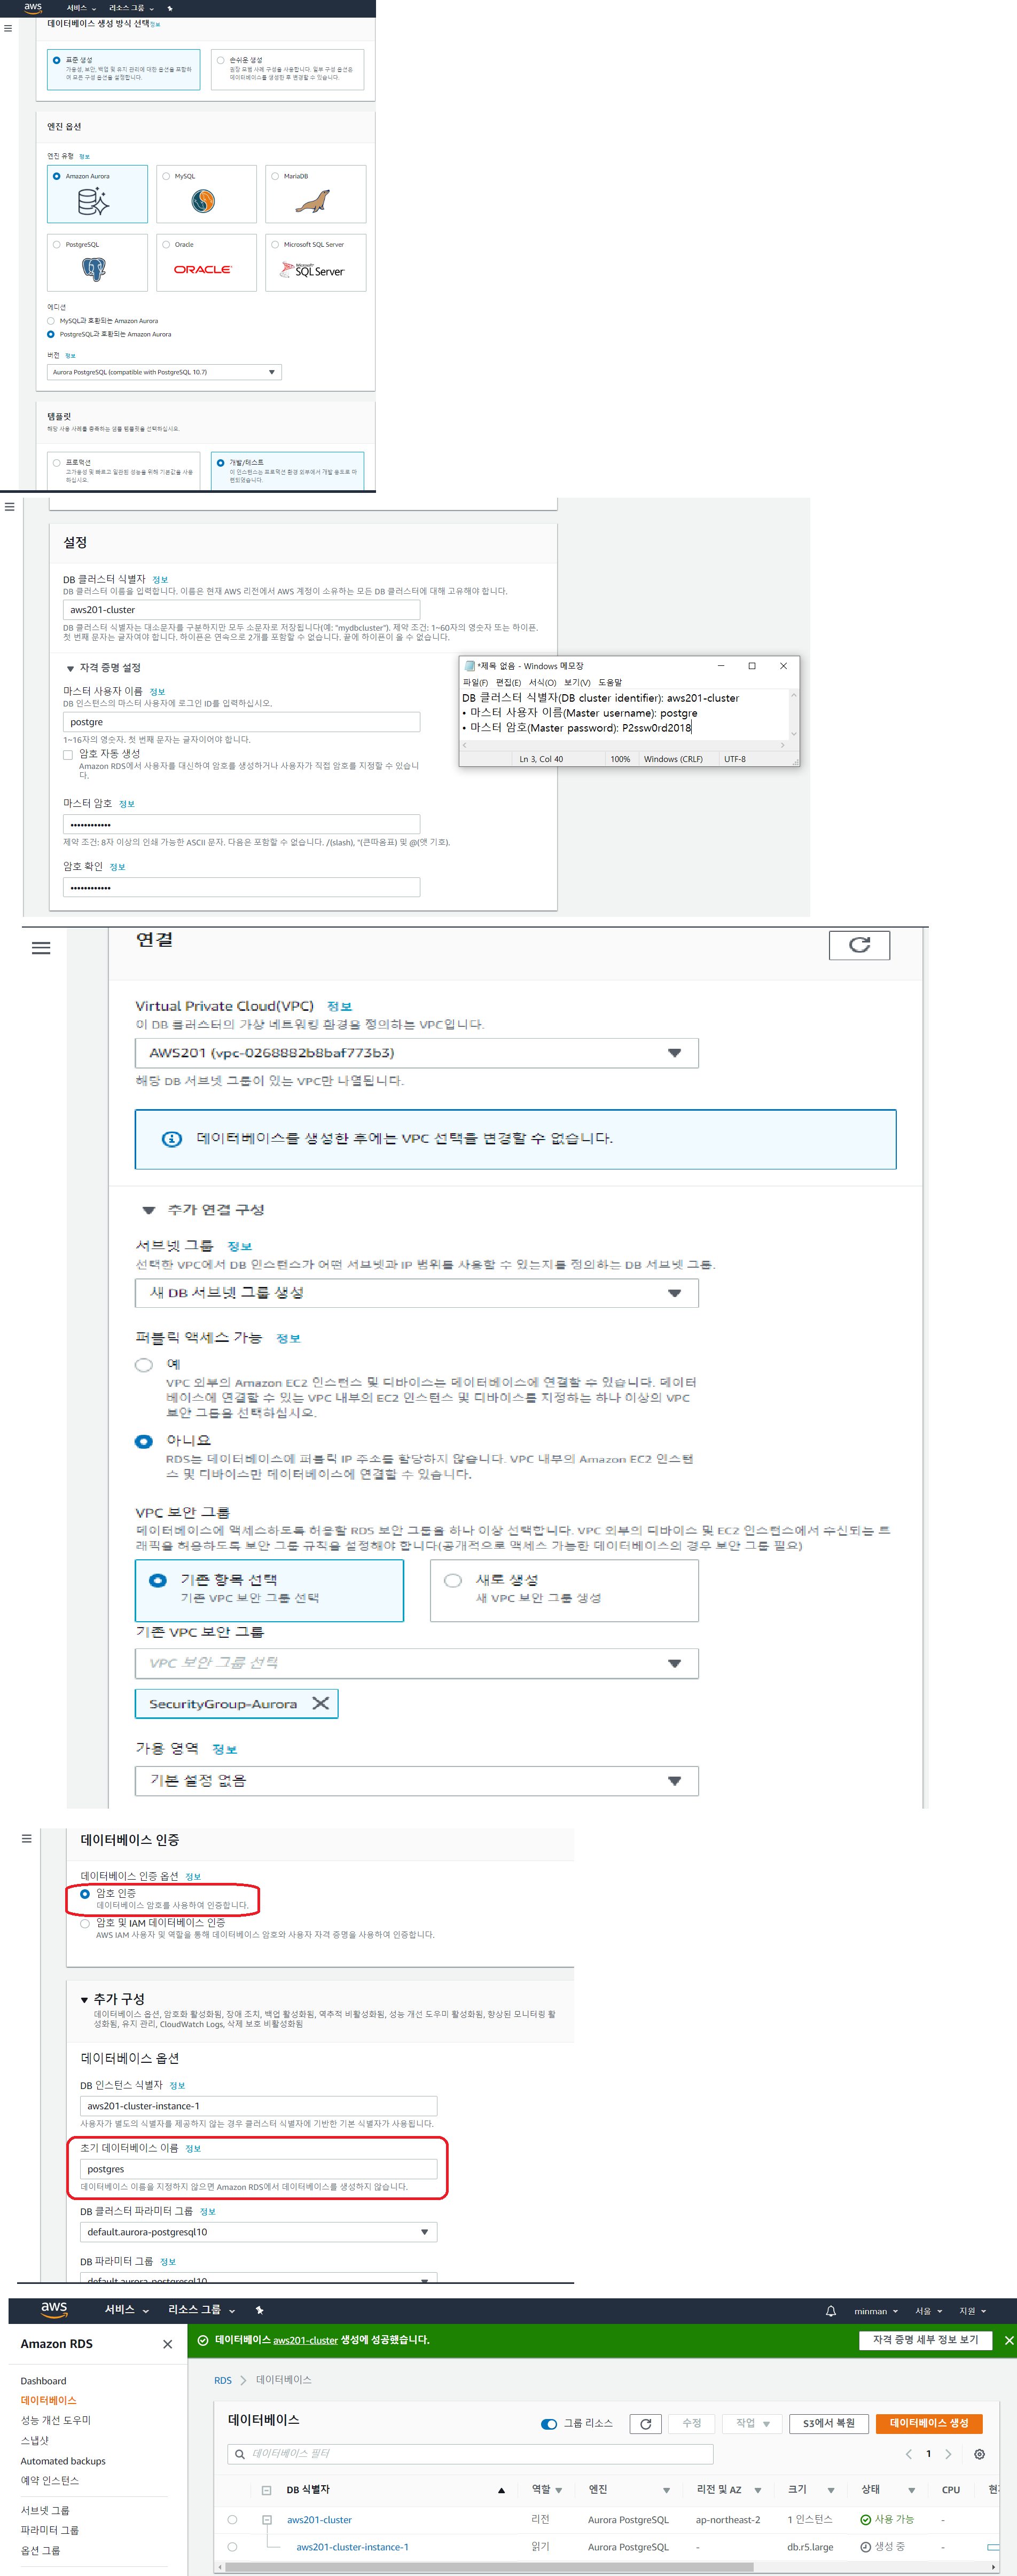 aws 서비스 리소스 그룹
데이터베이스 생성 방식 선택 정보
표준 생성
가용성, 보안, 백업 및 유지 관리에 대한 옵션을 포함하
여 모든 구성 옵션을 설정합니다.
손쉬운 생성
권장 모범 사례 구성을 사용합니다. 일부 구성 옵션은
데이터베이스를 생성한 후 변경할 수 있습니다.
엔진 옵션
엔진 유형 정보
Amazon Aurora
MySQL
MariaDB
PostgreSQL
Oracle
ORACLE
Microsoft SQL Server
Microsoft SQL Server
에디션
MySQL과 호환되는 Amazon Aurora
PostgreSQL과 호환되는 Amazon Aurora
버전 정보
Aurora PostgreSQL (compatible with PostgreSQL 10.7)
템플릿
해당 사용 사례를 충족하는 샘플 템플릿을 선택하십시오.
프로덕션
고가용성 및 빠르고 일관된 성능을 위해 기본값을 사용
하십시오.
개발/테스트
이 인스턴스는 프로덕션 환경 외부에서 개발 용도로 마
련되었습니다.
설정
DB 클러스터 식별자 정보
DB 클러스터 이름을 입력합니다. 이름은 현재 AWS 리전에서 AWS 계정이 소유하는 모든 DB 클러스터에 대해 고유해야 합니다.
aws201-cluster
DB 클러스터 식별자는 대소문자를 구분하지만 모두 소문자로 저장됩니다(예: "mydbcluster"). 제약 조건: 1~60자의 영숫자 또는 하이픈.
첫 번째 문자는 글자여야 합니다. 하이픈은 연속으로 2개를 포함할 수 없습니다. 끝에 하이픈이 올 수 없습니다.
자격 증명 설정
마스터 사용자 이름 정보
DB 인스턴스의 마스터 사용자에 로그인 ID를 입력하십시오.
postgre
1~16자의 영숫자. 첫 번째 문자는 글자이어야 합니다.
암호 자동 생성
Amazon RDS에서 사용자를 대신하여 암호를 생성하거나 사용자가 직접 암호를 지정할 수 있습니
다.
마스터 암호 정보
••••••••••••
제약 조건: 8자 이상의 인쇄 가능한 ASCII 문자. 다음은 포함할 수 없습니다. /(slash), "(큰따옴표) 및 @(앳 기호).
암호 확인 정보
••••••••••••
*제목 없음 - Windows 메모장
파일(F) 편집(E) 서식(O) 보기(V) 도움말
DB 클러스터 식별자(DB cluster identifier): aws201-cluster
• 마스터 사용자 이름(Master username): postgre
• 마스터 암호(Master password): P2ssw0rd2018
Ln 3, Col 40 100% Windows (CRLF) UTF-8
연결
Virtual Private Cloud(VPC) 정보
이 DB 클러스터의 가상 네트워킹 환경을 정의하는 VPC입니다.
AWS201 (vpc-0268882b8baf773b3)
해당 DB 서브넷 그룹이 있는 VPC만 나열됩니다.
데이터베이스를 생성한 후에는 VPC 선택을 변경할 수 없습니다.
추가 연결 구성
서브넷 그룹 정보
선택한 VPC에서 DB 인스턴스가 어떤 서브넷과 IP 범위를 사용할 수 있는지를 정의하는 DB 서브넷 그룹.
새 DB 서브넷 그룹 생성
퍼블릭 액세스 가능 정보
예
VPC 외부의 Amazon EC2 인스턴스 및 디바이스는 데이터베이스에 연결할 수 있습니다. 데이터
베이스에 연결할 수 있는 VPC 내부의 EC2 인스턴스 및 디바이스를 지정하는 하나 이상의 VPC
보안 그룹을 선택하십시오.
아니요
RDS는 데이터베이스에 퍼블릭 IP 주소를 할당하지 않습니다. VPC 내부의 Amazon EC2 인스턴
스 및 디바이스만 데이터베이스에 연결할 수 있습니다.
VPC 보안 그룹
데이터베이스에 액세스하도록 허용할 RDS 보안 그룹을 하나 이상 선택합니다. VPC 외부의 디바이스 및 EC2 인스턴스에서 수신되는 트
래픽을 허용하도록 보안 그룹 규칙을 설정해야 합니다(공개적으로 액세스 가능한 데이터베이스의 경우 보안 그룹 필요)
기존 항목 선택
기존 VPC 보안 그룹 선택
새로 생성
새 VPC 보안 그룹 생성
기존 VPC 보안 그룹
VPC 보안 그룹 선택
SecurityGroup-Aurora
가용 영역 정보
기본 설정 없음
데이터베이스 인증
데이터베이스 인증 옵션 정보
암호 인증
데이터베이스 암호를 사용하여 인증합니다.
암호 및 IAM 데이터베이스 인증
AWS IAM 사용자 및 역할을 통해 데이터베이스 암호와 사용자 자격 증명을 사용하여 인증합니다.
추가 구성
데이터베이스 옵션, 암호화 활성화됨, 장애 조치, 백업 활성화됨, 역추적 비활성화됨, 성능 개선 도우미 활성화됨, 향상된 모니터링 활
성화됨, 유지 관리, CloudWatch Logs, 삭제 보호 비활성화됨
데이터베이스 옵션
DB 인스턴스 식별자 정보
aws201-cluster-instance-1
사용자가 별도의 식별자를 제공하지 않는 경우 클러스터 식별자에 기반한 기본 식별자가 사용됩니다.
초기 데이터베이스 이름 정보
postgres
데이터베이스 이름을 지정하지 않으면 Amazon RDS에서 데이터베이스를 생성하지 않습니다.
DB 클러스터 파라미터 그룹 정보
default.aurora-postgresql10
DB 파라미터 그룹 정보
default.aurora-postgresql10
aws 서비스 리소스 그룹 minman 서울 지원
Amazon RDS
데이터베이스 aws201-cluster 생성에 성공했습니다. 자격 증명 세부 정보 보기
Dashboard
데이터베이스
성능 개선 도우미
스냅샷
Automated backups
예약 인스턴스
서브넷 그룹
파라미터 그룹
옵션 그룹
RDS 데이터베이스
데이터베이스 그룹 리소스 수정 작업 S3에서 복원 데이터베이스 생성
데이터베이스 필터 1
DB 식별자 역할 엔진 리전 및 AZ 크기 상태 CPU 현재
aws201-cluster 리전 Aurora PostgreSQL ap-northeast-2 1 인스턴스 사용 가능 -
aws201-cluster-instance-1 읽기 Aurora PostgreSQL - db.r5.large 생성 중 -